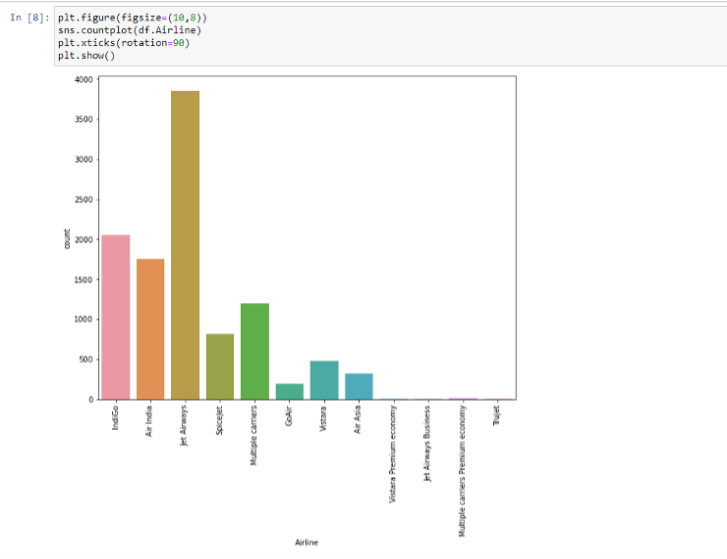 In [8]: plt.figure(figsize=(10,8))
sns.countplot(df.Airline)
plt.xticks(rotation=90)
plt.show()
4000
3500
3000
2500
2000
1500
1000
500
0
count
IndiGo
Air India
Jet Airways
SpiceJet
Multiple carriers
GoAir
Vistara
Air Asia
Vistara Premium economy
Jet Airways Business
Multiple carriers Premium economy
Trujet
Airline